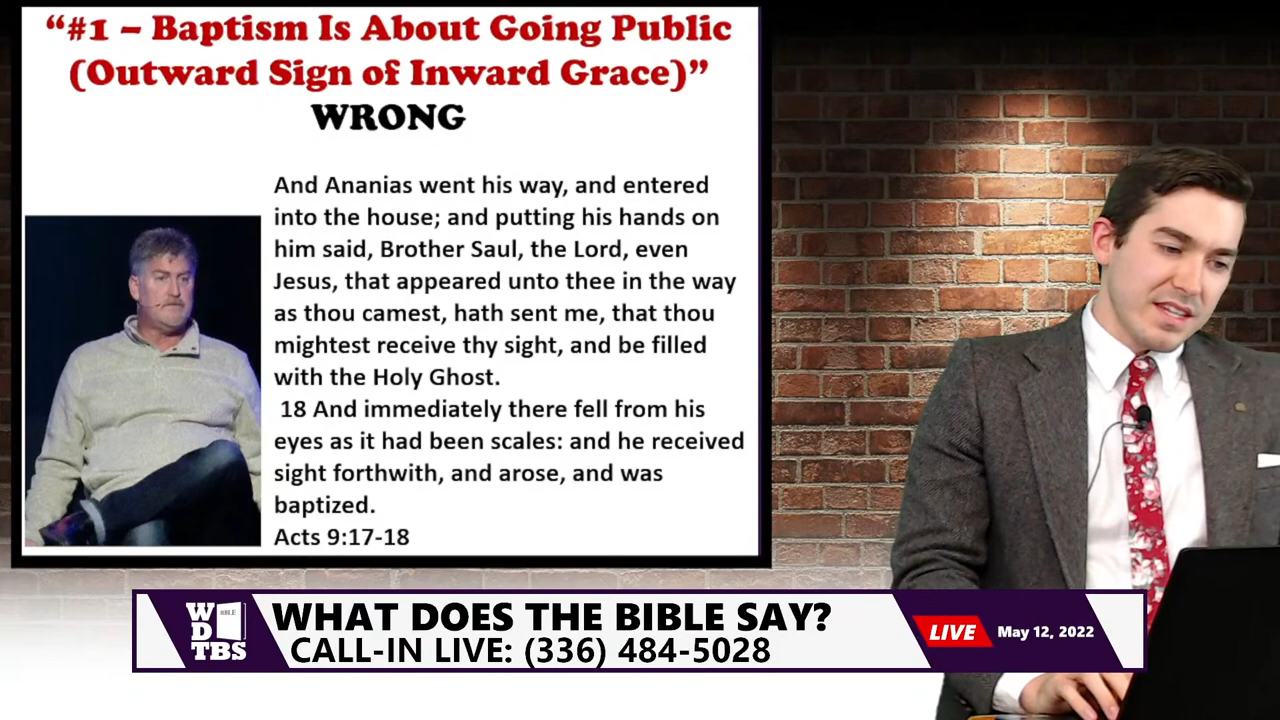 “#1 – Baptism Is About Going Public
(Outward Sign of Inward Grace)”
WRONG
And Ananias went his way, and entered
into the house; and putting his hands on
him said, Brother Saul, the Lord, even
Jesus, that appeared unto thee in the way
as thou camest, hath sent me, that thou
mightest receive thy sight, and be filled
with the Holy Ghost.
18 And immediately there fell from his
eyes as it had been scales: and he received
sight forthwith, and arose, and was
baptized.
Acts 9:17-18
W
D
TBS
BIBLE
WHAT DOES THE BIBLE SAY?
CALL-IN LIVE: (336) 484-5028
LIVE
May 12, 2022